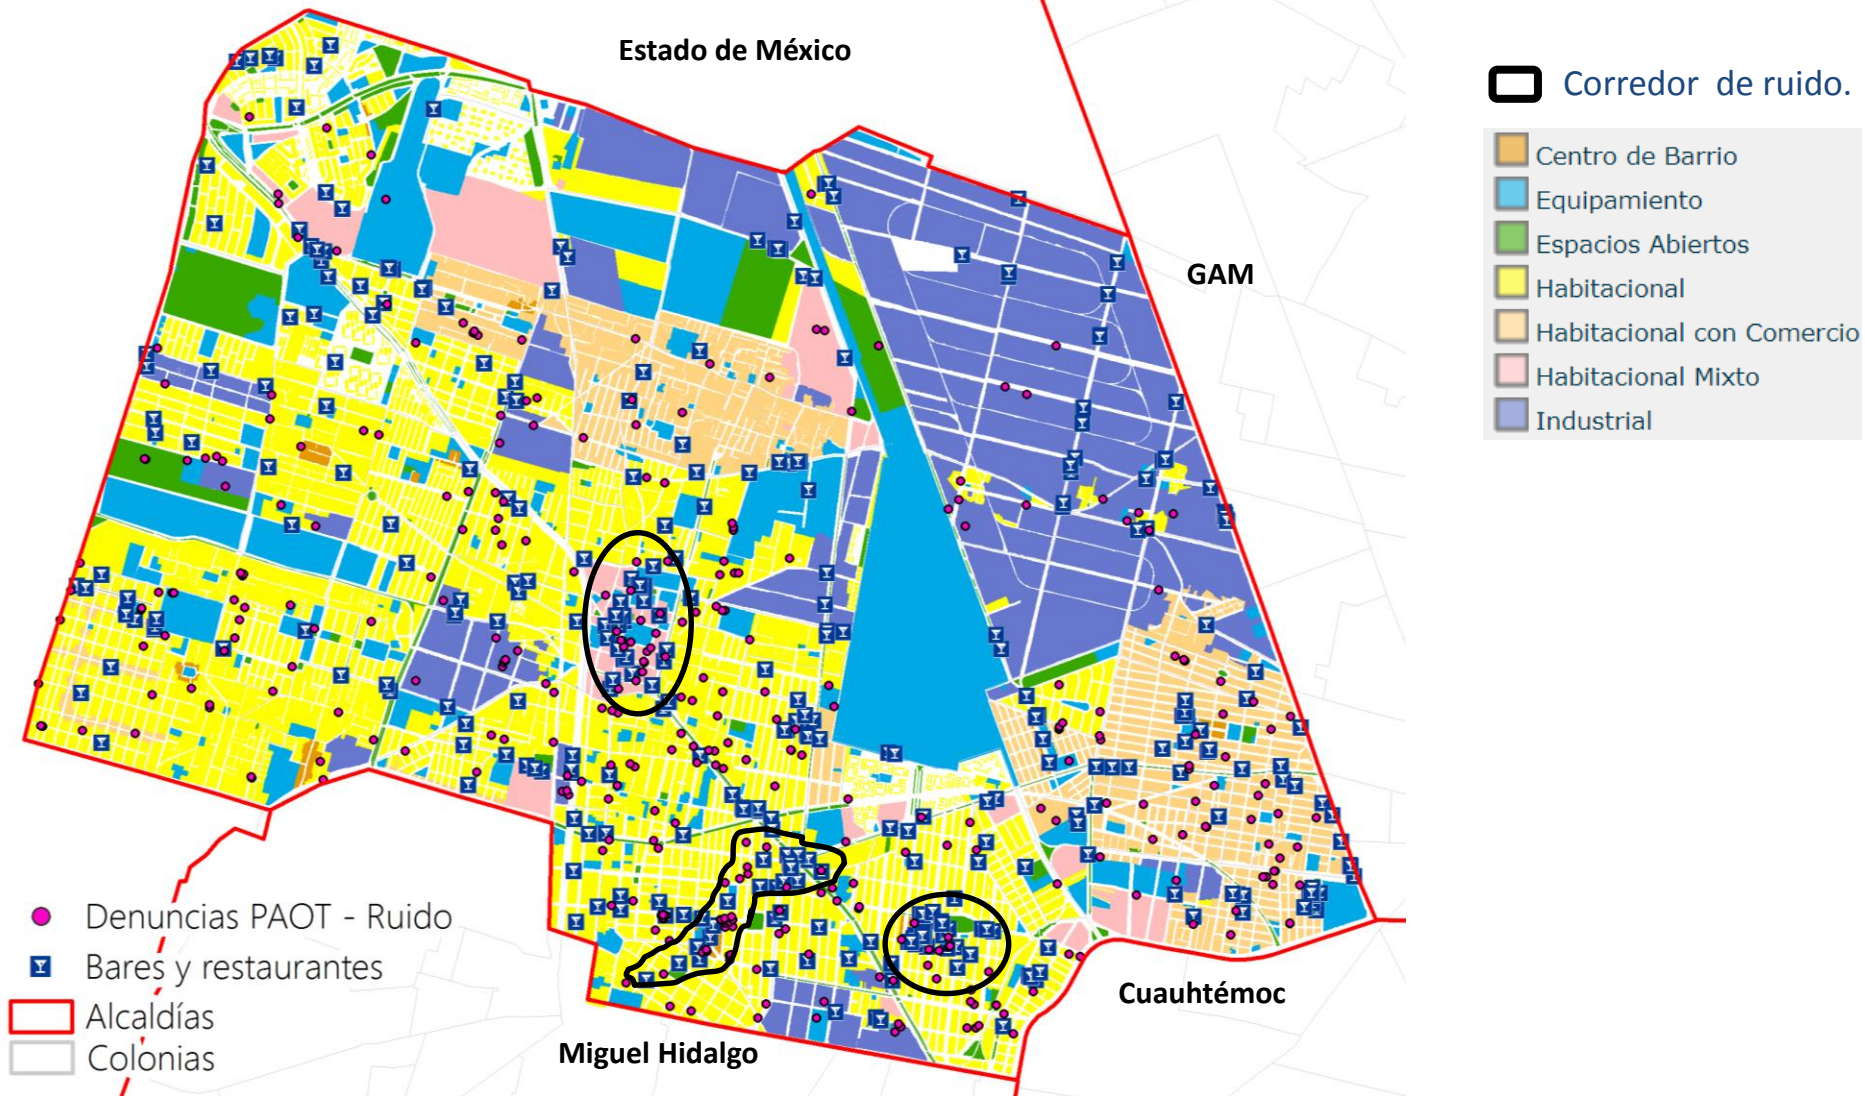 Estado de México
GAM
Cuauhtémoc
Miguel Hidalgo
Corredor de ruido.
Centro de Barrio
Equipamiento
Espacios Abiertos
Habitacional
Habitacional con Comercio
Habitacional Mixto
Industrial
Denuncias PAOT - Ruido
Bares y restaurantes
Alcaldías
Colonias